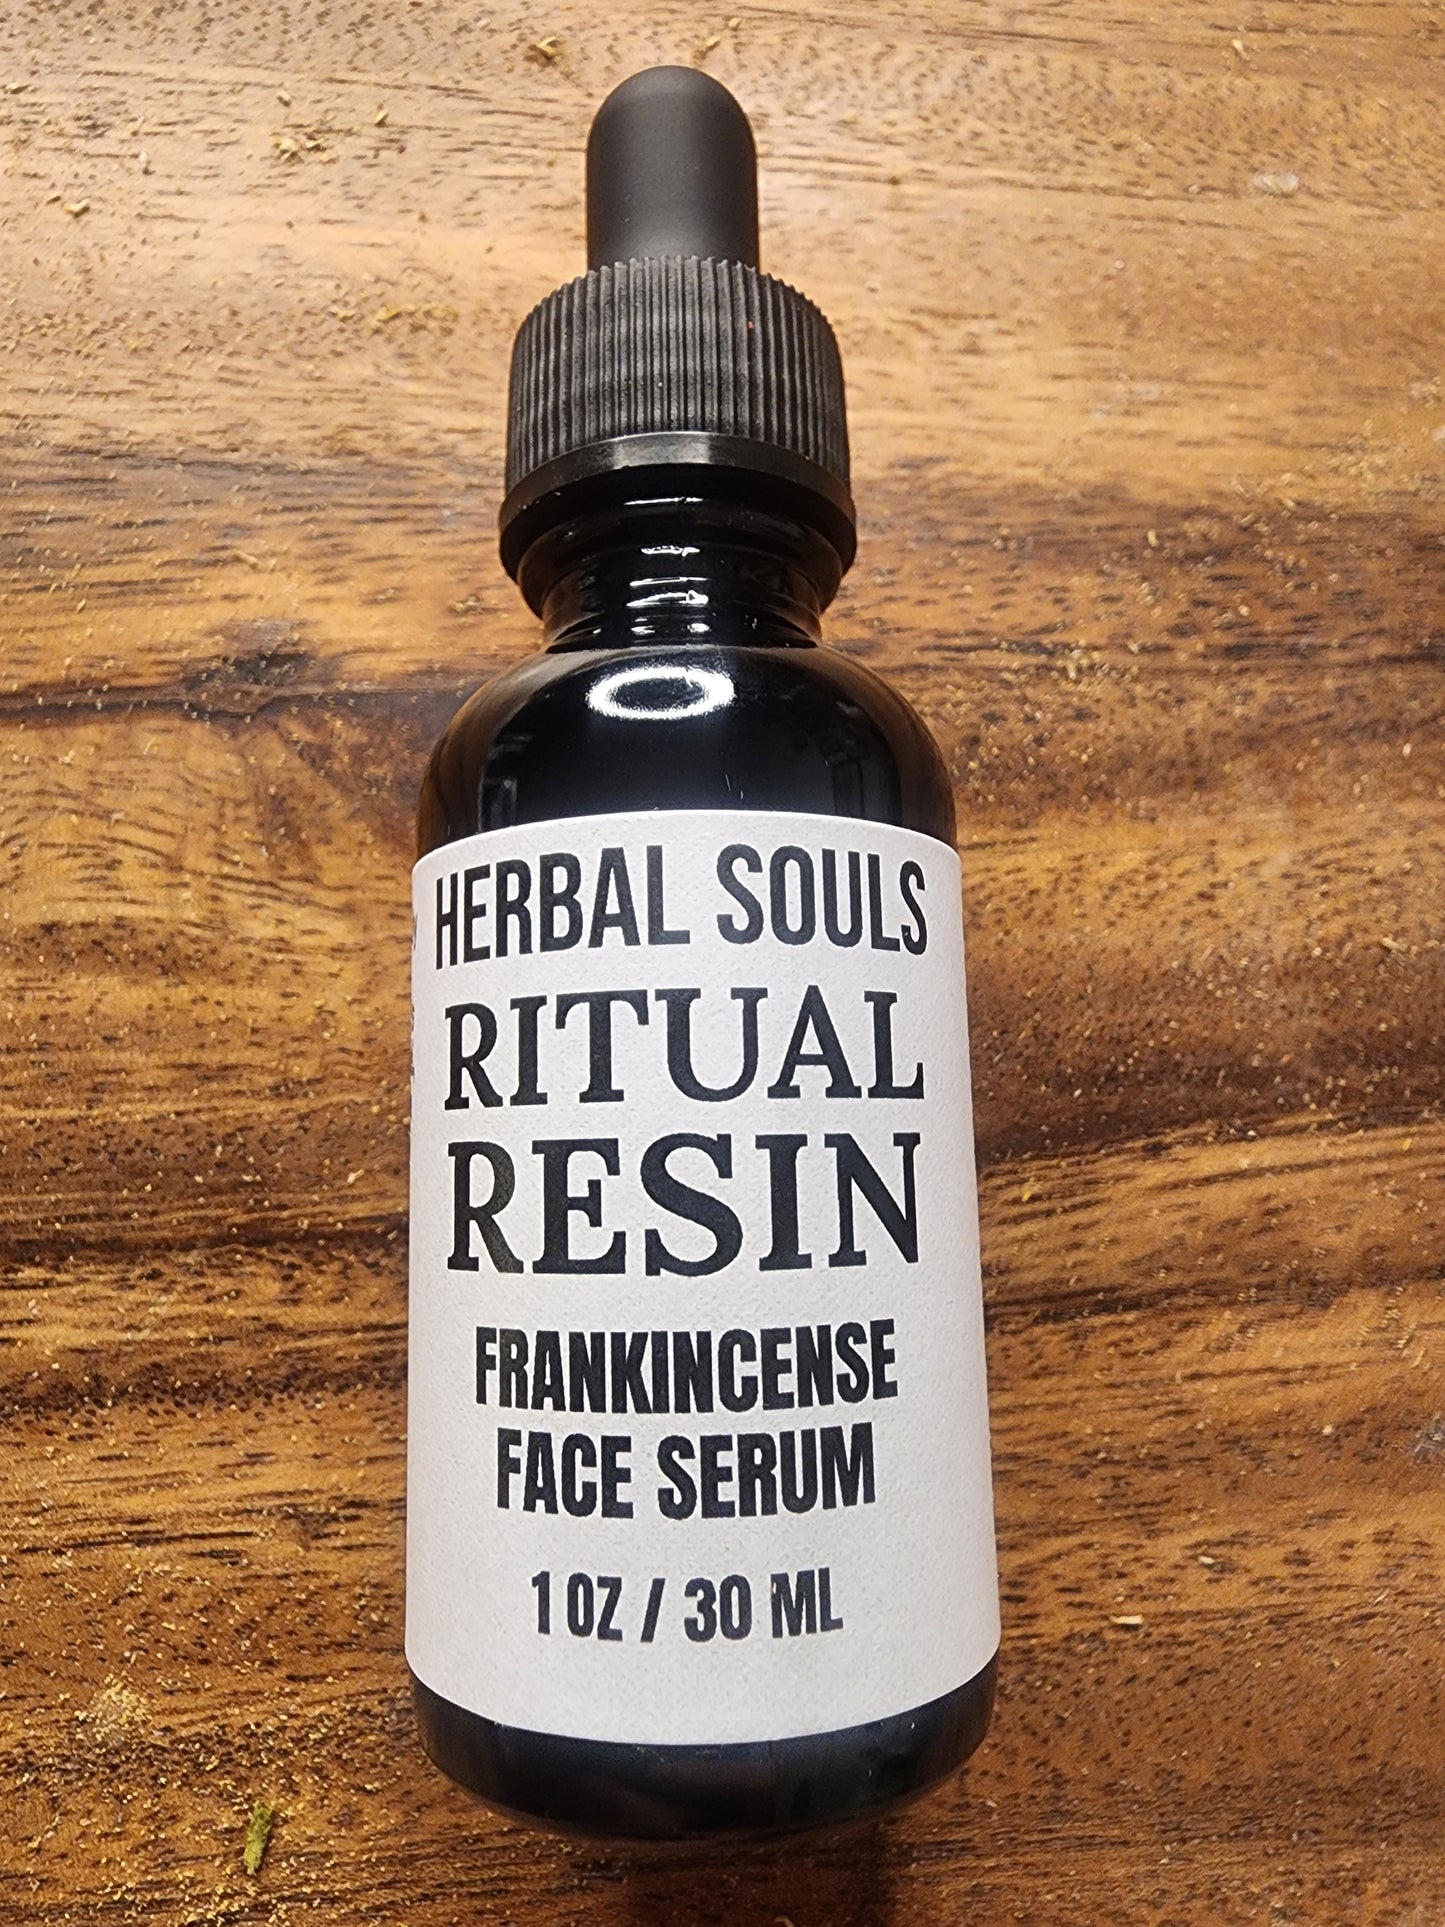 HERBAL SOULS
RITUAL
RESIN
FRANKINCENSE
FACE SERUM
1 OZ / 30 ML